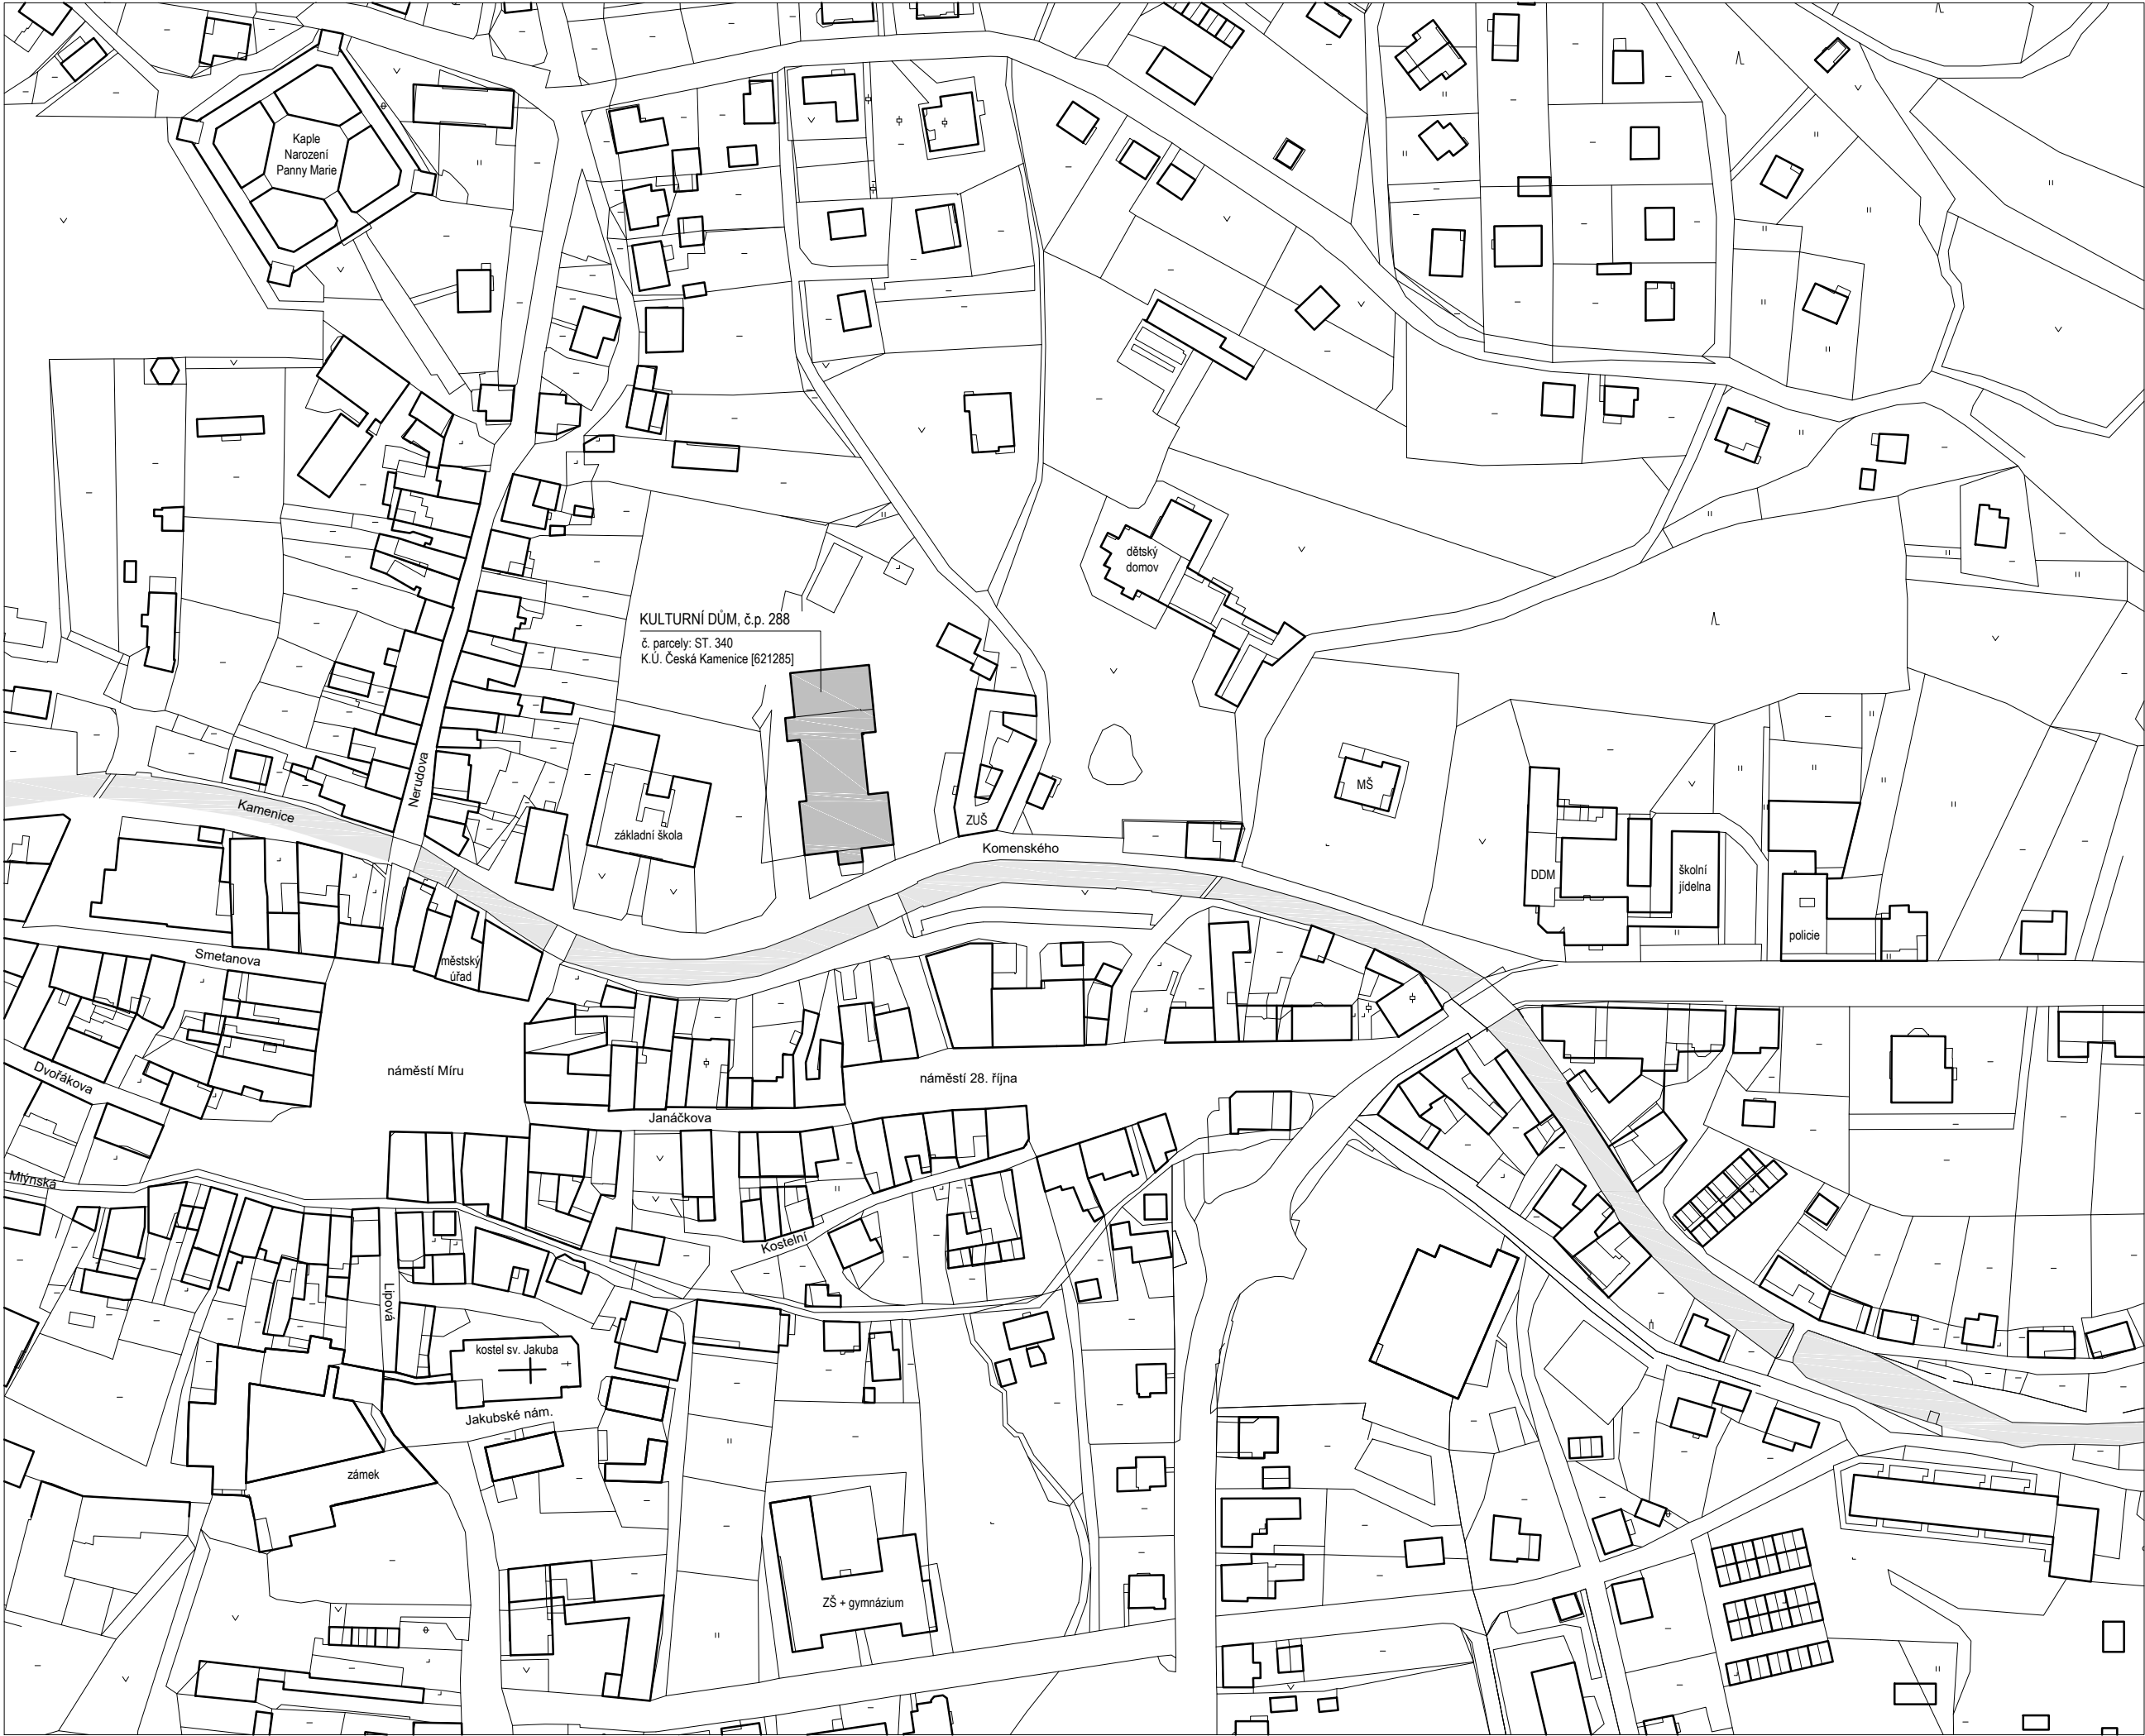 Kaple
Narození
Panny Marie
dětský
domov
KULTURNÍ DŮM, č.p. 288
č. parcely: ST. 340
K.Ú. Česká Kamenice [621285]
Nerudova
Kamenice
základní škola
MŠ
ZUŠ
Komenského
DDM
školní
jídelna
policie
Smetanova
městský
úřad
Dvořákova
náměstí Míru
náměstí 28. října
Janáčkova
Mlýnská
Kostelní
Lipová
kostel sv. Jakuba
Jakubské nám.
zámek
ZŠ + gymnázium